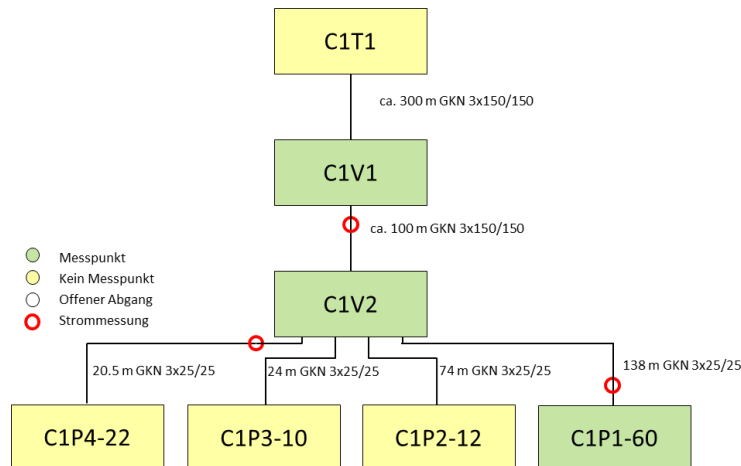 C1T1
ca. 300 m GKN 3x150/150
C1V1
ca. 100 m GKN 3x150/150
Messpunkt
Kein Messpunkt
Offener Abgang
Strommessung
C1V2
20.5 m GKN 3x25/25
24 m GKN 3x25/25
74 m GKN 3x25/25
138 m GKN 3x25/25
C1P4-22
C1P3-10
C1P2-12
C1P1-60